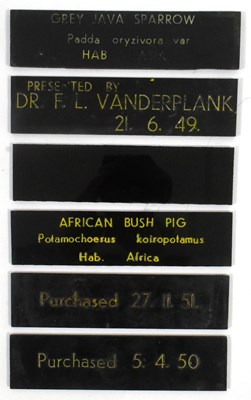 GREY JAVA SPARROW
Padda oryzivora var
HAB
PRESENTED BY
DR. F. L. VANDERPLANK
21. 6. 49.
AFRICAN BUSH PIG
Potamochoerus koiropotamus
Hab. Africa
Purchased 27. 11. 51.
Purchased 5. 4. 50